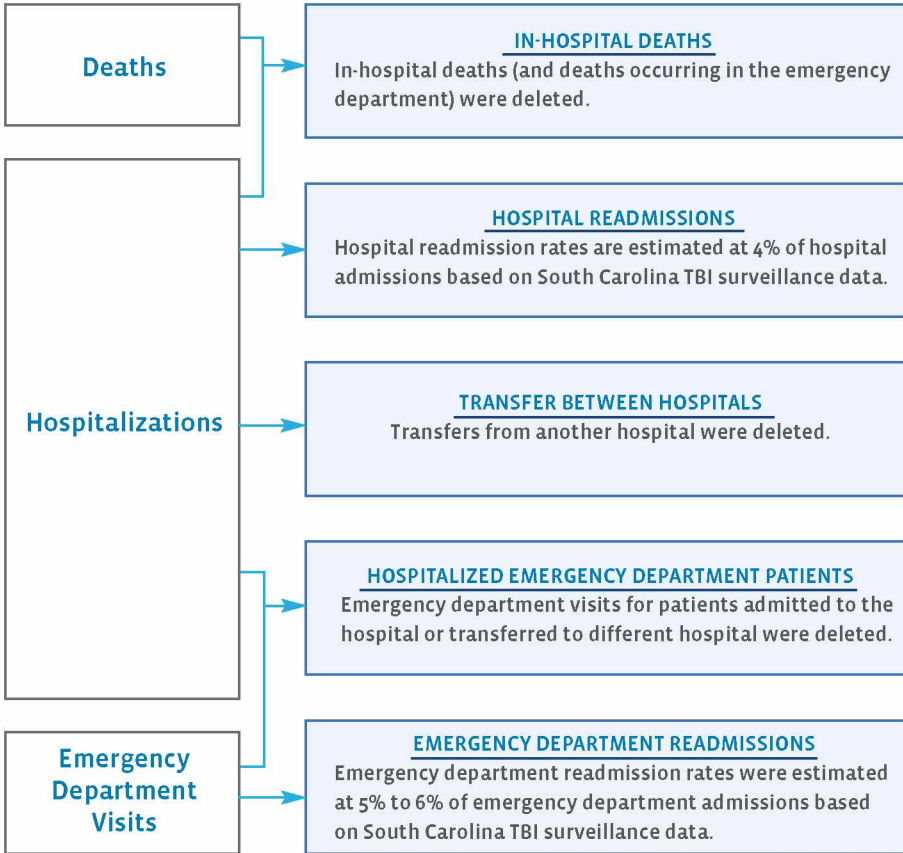 Deaths
IN-HOSPITAL DEATHS
In-hospital deaths (and deaths occurring in the emergency
department) were deleted.
HOSPITAL READMISSIONS
Hospital readmission rates are estimated at 4% of hospital
admissions based on South Carolina TBI surveillance data.
Hospitalizations
TRANSFER BETWEEN HOSPITALS
Transfers from another hospital were deleted.
HOSPITALIZED EMERGENCY DEPARTMENT PATIENTS
Emergency department visits for patients admitted to the
hospital or transferred to different hospital were deleted.
Emergency
Department
Visits
EMERGENCY DEPARTMENT READMISSIONS
Emergency department readmission rates were estimated
at 5% to 6% of emergency department admissions based
on South Carolina TBI surveillance data.